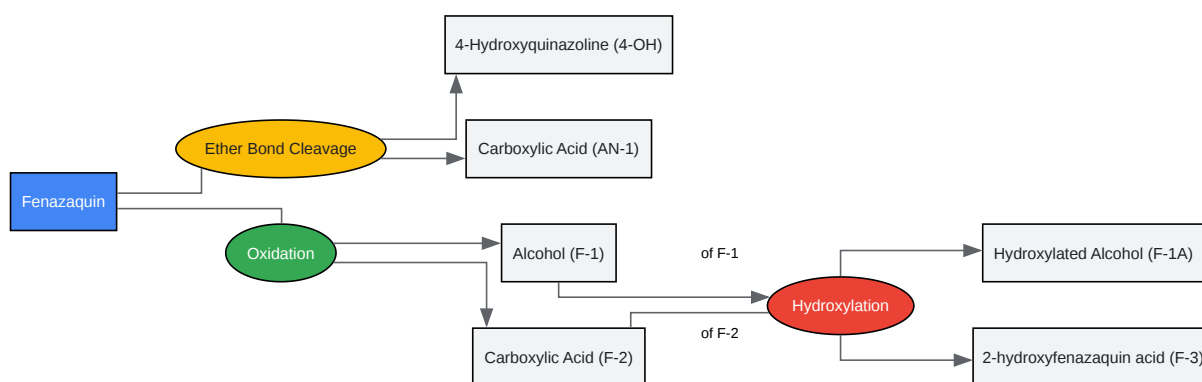 4-Hydroxyquinazoline (4-OH)
Ether Bond Cleavage
Carboxylic Acid (AN-1)
Fenazaquin
Oxidation
Alcohol (F-1)
of F-1
Hydroxylated Alcohol (F-1A)
Hydroxylation
of F-2
Carboxylic Acid (F-2)
2-hydroxyfenazaquin acid (F-3)